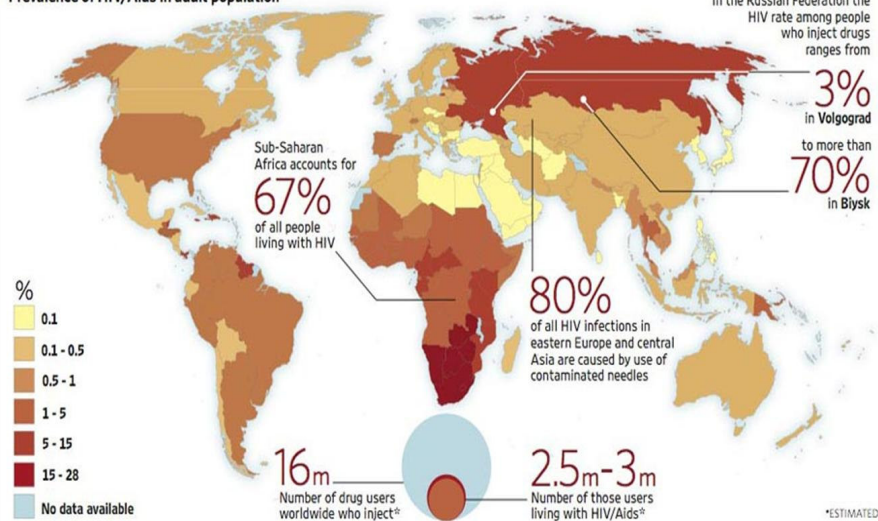 Prevalence of HIV/Aids in adult population
In the Russian Federation the
HIV rate among people
who inject drugs
ranges from
3%
in Volgograd
to more than
70%
in Biysk
Sub-Saharan
Africa accounts for
67%
of all people
living with HIV
80%
of all HIV infections in
eastern Europe and central
Asia are caused by use of
contaminated needles
%
0.1
0.1 - 0.5
0.5 - 1
1 - 5
5 - 15
15 - 28
No data available
16m
Number of drug users
worldwide who inject*
2.5m-3m
Number of those users
living with HIV/Aids*
*ESTIMATED